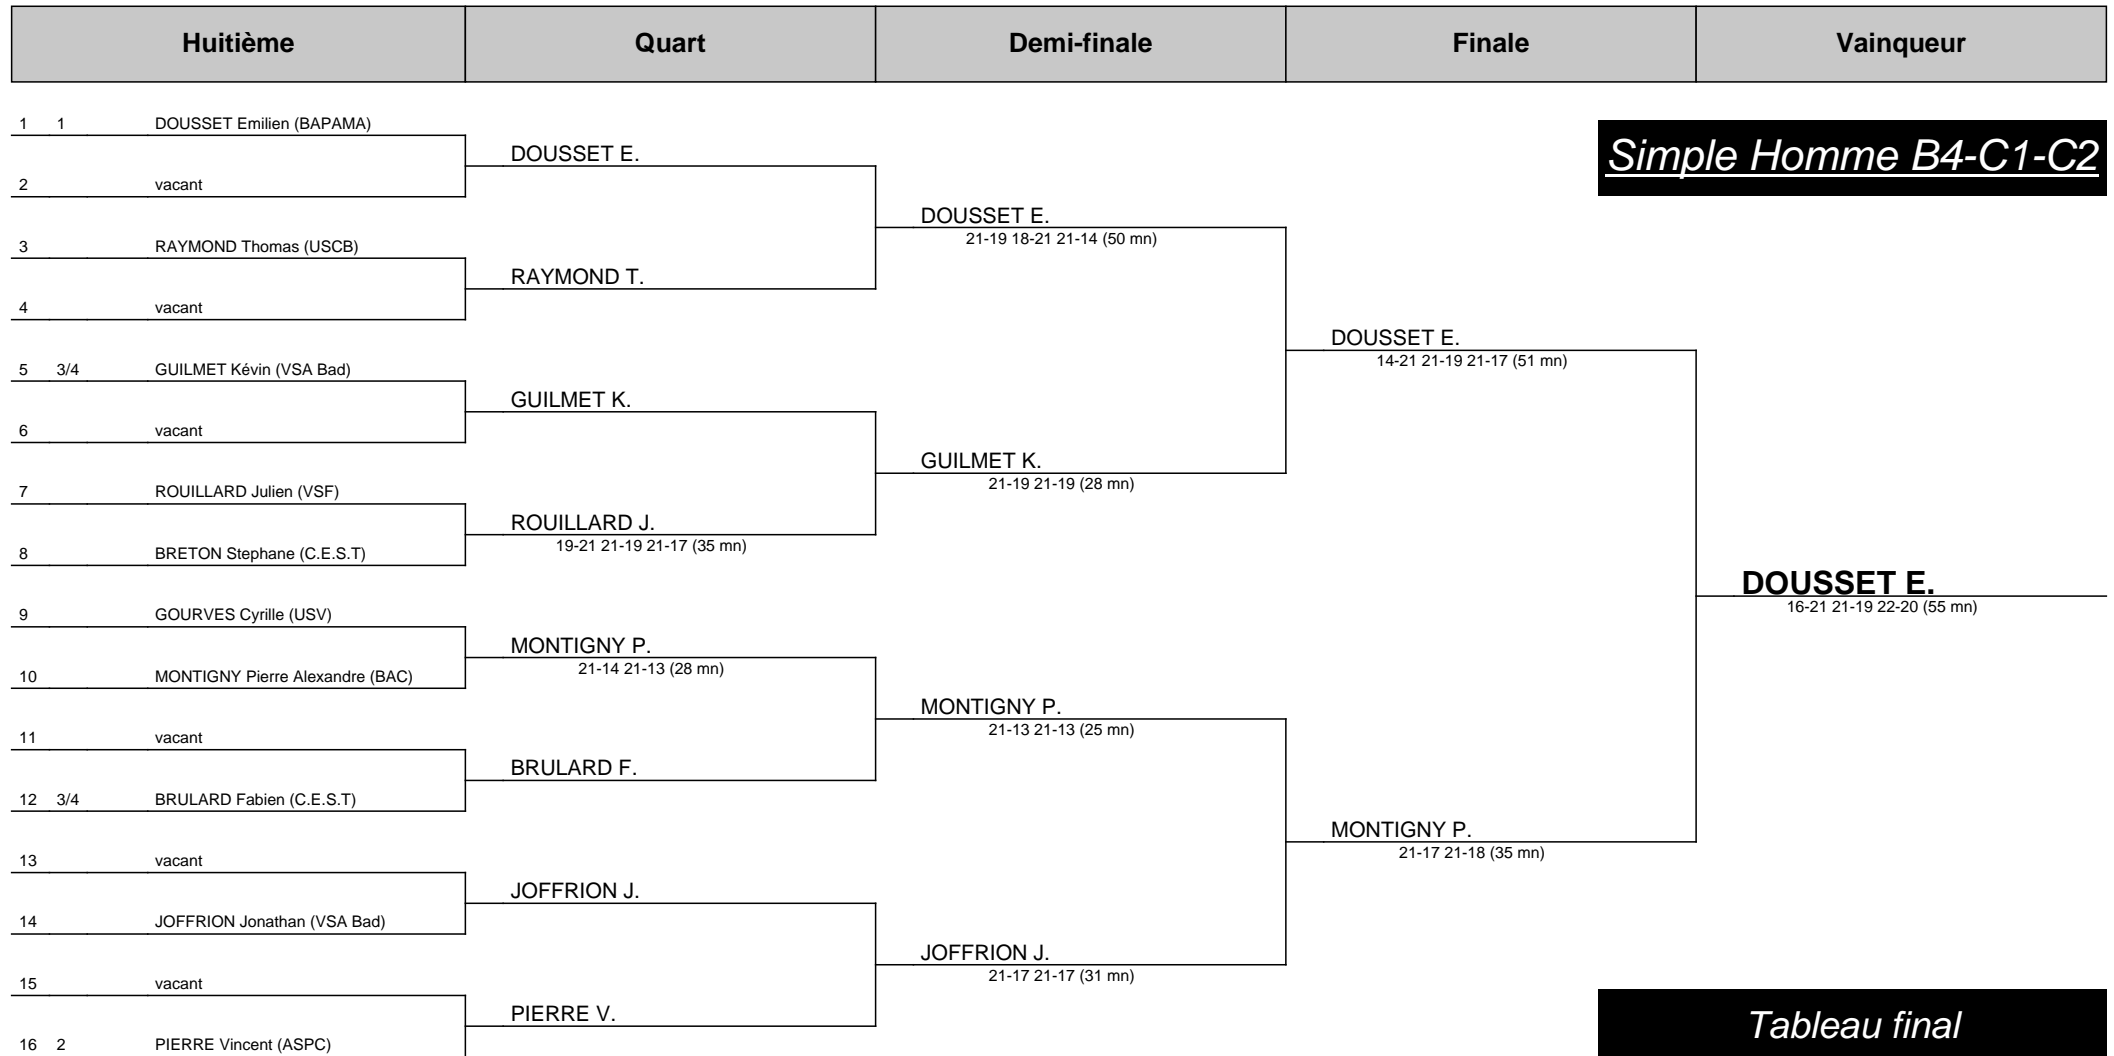 Huitième Quart Demi-finale Finale Vainqueur
1 1 DOUSSET Emilien (BAPAMA)
Simple Homme B4-C1-C2
DOUSSET E.
2 vacant
DOUSSET E.
21-19 18-21 21-14 (50 mn)
3 RAYMOND Thomas (USCB)
RAYMOND T.
4 vacant
DOUSSET E.
14-21 21-19 21-17 (51 mn)
5 3/4 GUILMET Kévin (VSA Bad)
GUILMET K.
6 vacant
GUILMET K.
21-19 21-19 (28 mn)
7 ROUILLARD Julien (VSF)
ROUILLARD J.
19-21 21-19 21-17 (35 mn)
8 BRETON Stephane (C.E.S.T)
DOUSSET E.
16-21 21-19 22-20 (55 mn)
9 GOURVES Cyrille (USV)
MONTIGNY P.
21-14 21-13 (28 mn)
10 MONTIGNY Pierre Alexandre (BAC)
MONTIGNY P.
21-13 21-13 (25 mn)
11 vacant
BRULARD F.
12 3/4 BRULARD Fabien (C.E.S.T)
MONTIGNY P.
21-17 21-18 (35 mn)
13 vacant
JOFFRION J.
14 JOFFRION Jonathan (VSA Bad)
JOFFRION J.
21-17 21-17 (31 mn)
15 vacant
PIERRE V.
Tableau final
16 2 PIERRE Vincent (ASPC)